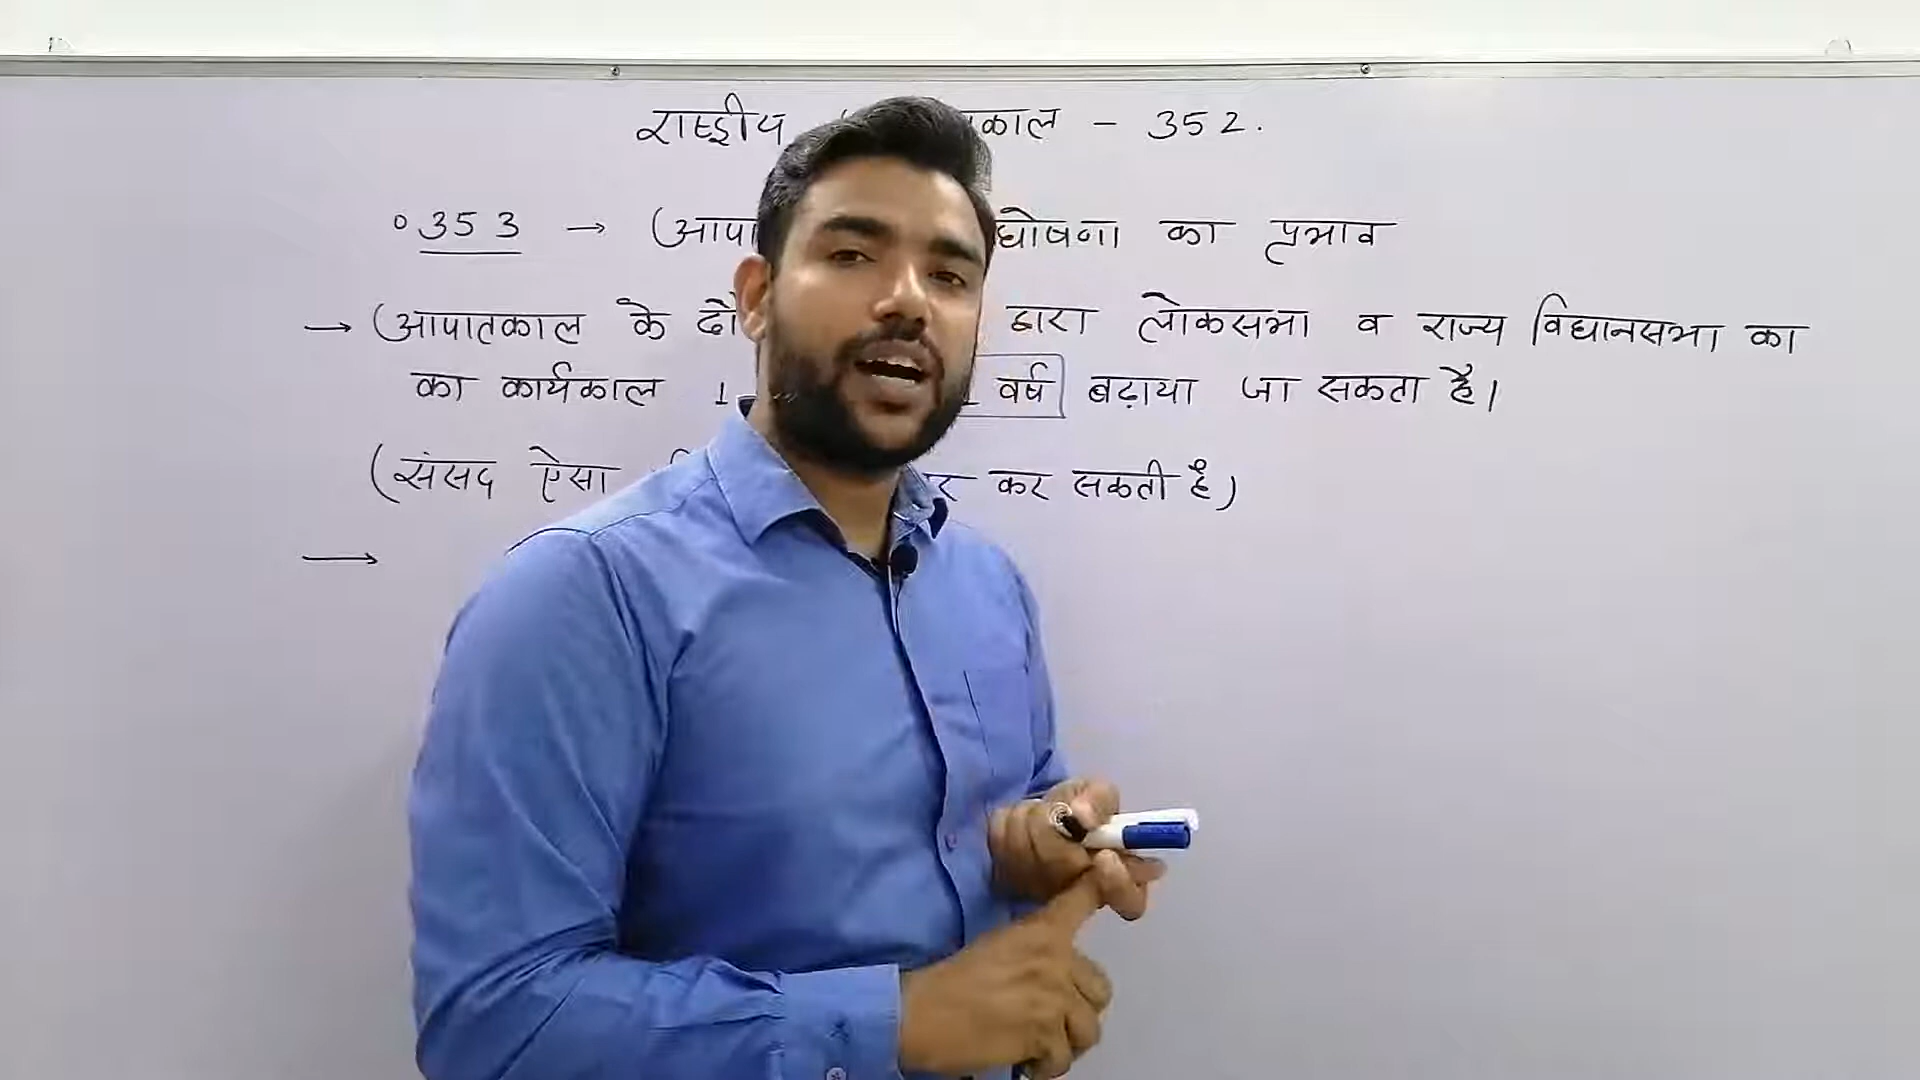 राष्ट्रीय काल - 352.
353 → (आपा घोषणा का प्रभाव
→ (आपातकाल के दौ द्वारा लोकसभा व राज्य विधानसभा का
का कार्यकाल 1 वर्ष बढ़ाया जा सकता है।
(संसद ऐसा कर सकती है)
→